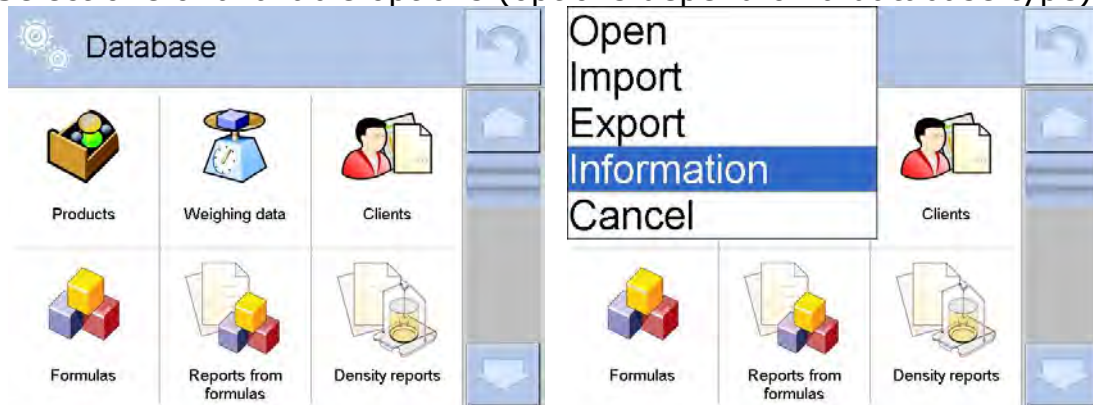 Database
Products
Weighing data
Clients
Formulas
Reports from
formulas
Density reports
Open
Import
Export
Information
Cancel
Clients
Formulas
Reports from
formulas
Density reports